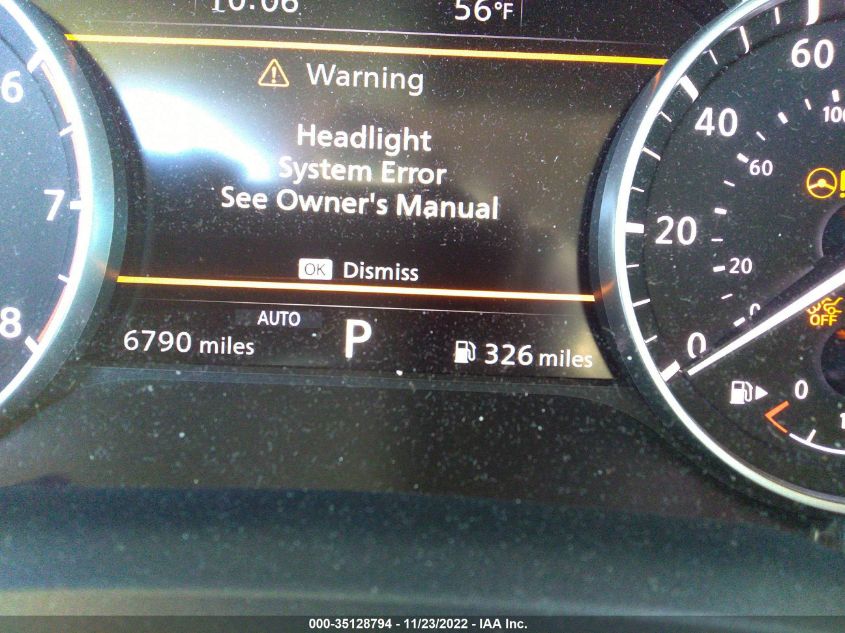 10:06
56°F
Warning
Headlight
System Error
See Owner's Manual
OK Dismiss
AUTO
6790 miles
P
326 miles
6
7
8
60
40
20
0
100
60
20
0
OFF
0
000-35128794 - 11/23/2022 - IAA Inc.